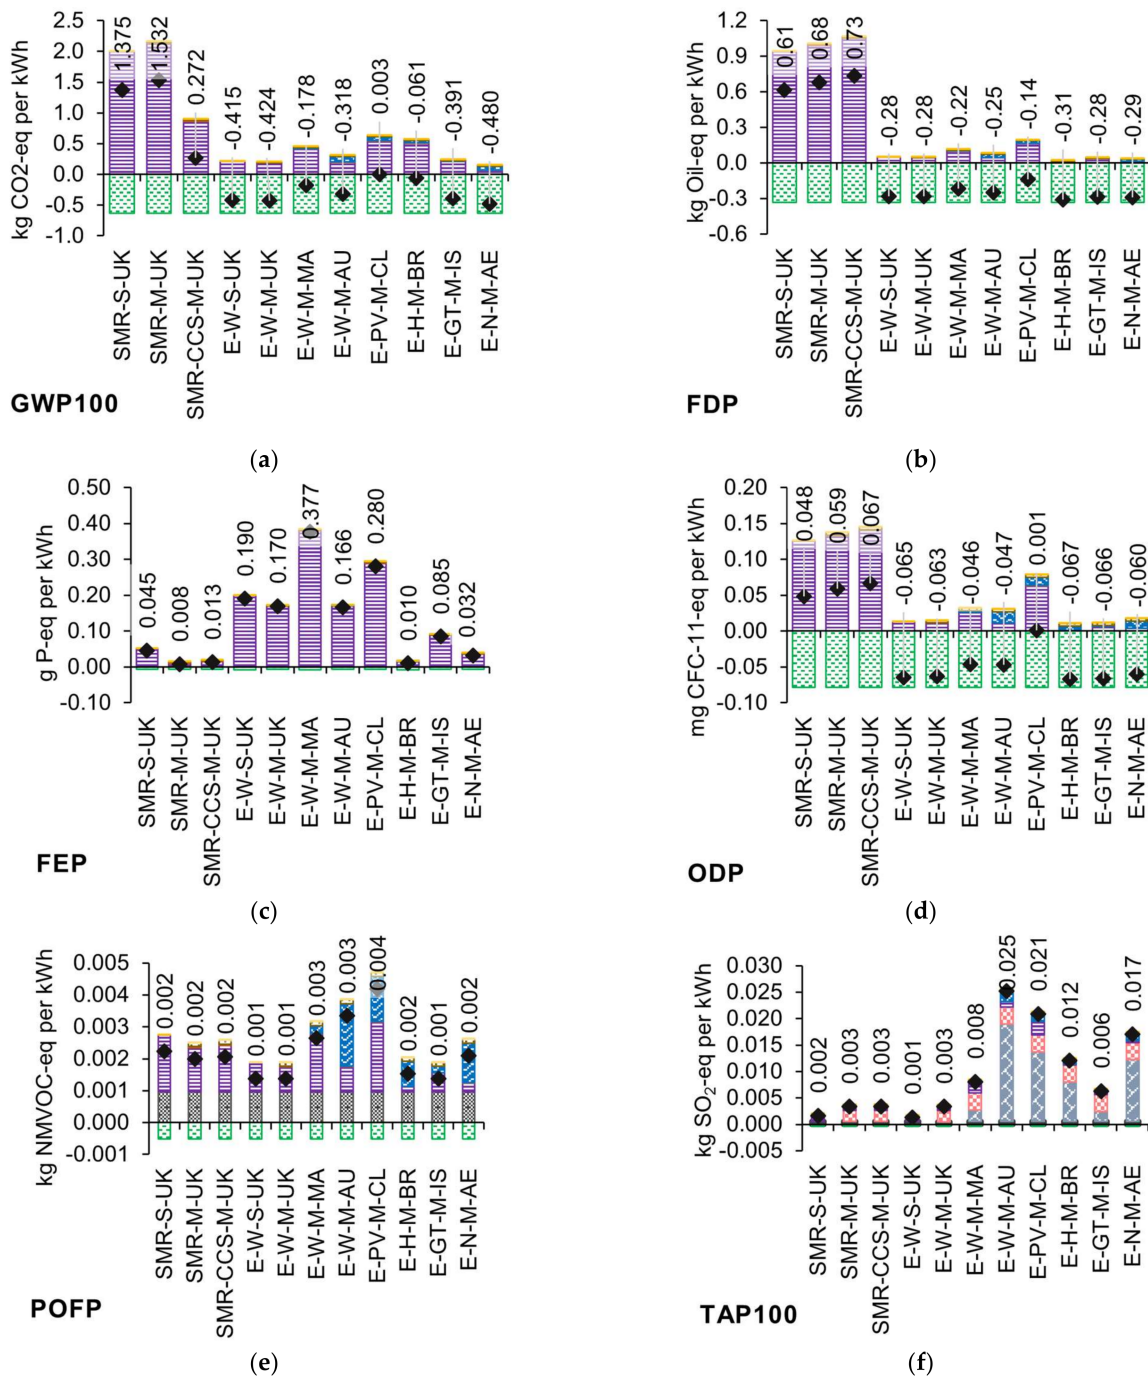 kg CO2-eq per kWh
2.5
2.0
1.5
1.0
0.5
0.0
-0.5
-1.0
1.375
1.532
0.272
-0.415
-0.424
-0.178
-0.318
0.003
-0.061
-0.391
-0.480
SMR-S-UK
SMR-M-UK
SMR-CCS-M-UK
E-W-S-UK
E-W-M-UK
E-W-M-MA
E-W-M-AU
E-PV-M-CL
E-H-M-BR
E-GT-M-IS
E-N-M-AE
GWP100
(a)
kg Oil-eq per kWh
1.2
0.9
0.6
0.3
0.0
-0.3
-0.6
0.61
0.68
0.73
-0.28
-0.28
-0.22
-0.25
-0.14
-0.31
-0.28
-0.29
SMR-S-UK
SMR-M-UK
SMR-CCS-M-UK
E-W-S-UK
E-W-M-UK
E-W-M-MA
E-W-M-AU
E-PV-M-CL
E-H-M-BR
E-GT-M-IS
E-N-M-AE
FDP
(b)
g P-eq per kWh
0.50
0.40
0.30
0.20
0.10
0.00
-0.10
0.045
0.008
0.013
0.190
0.170
0.377
0.166
0.280
0.010
0.085
0.032
SMR-S-UK
SMR-M-UK
SMR-CCS-M-UK
E-W-S-UK
E-W-M-UK
E-W-M-MA
E-W-M-AU
E-PV-M-CL
E-H-M-BR
E-GT-M-IS
E-N-M-AE
FEP
(c)
mg CFC-11-eq per kWh
0.20
0.15
0.10
0.05
0.00
-0.05
-0.10
0.048
0.059
0.067
-0.065
-0.063
-0.046
-0.047
0.001
-0.067
-0.066
-0.060
SMR-S-UK
SMR-M-UK
SMR-CCS-M-UK
E-W-S-UK
E-W-M-UK
E-W-M-MA
E-W-M-AU
E-PV-M-CL
E-H-M-BR
E-GT-M-IS
E-N-M-AE
ODP
(d)
kg NMVOC-eq per kWh
0.005
0.004
0.003
0.002
0.001
0.000
-0.001
0.002
0.002
0.002
0.001
0.001
0.003
0.003
0.004
0.002
0.001
0.002
SMR-S-UK
SMR-M-UK
SMR-CCS-M-UK
E-W-S-UK
E-W-M-UK
E-W-M-MA
E-W-M-AU
E-PV-M-CL
E-H-M-BR
E-GT-M-IS
E-N-M-AE
POFP
(e)
kg SO₂-eq per kWh
0.030
0.025
0.020
0.015
0.010
0.005
0.000
-0.005
0.002
0.003
0.003
0.001
0.003
0.008
0.025
0.021
0.012
0.006
0.017
SMR-S-UK
SMR-M-UK
SMR-CCS-M-UK
E-W-S-UK
E-W-M-UK
E-W-M-MA
E-W-M-AU
E-PV-M-CL
E-H-M-BR
E-GT-M-IS
E-N-M-AE
TAP100
(f)